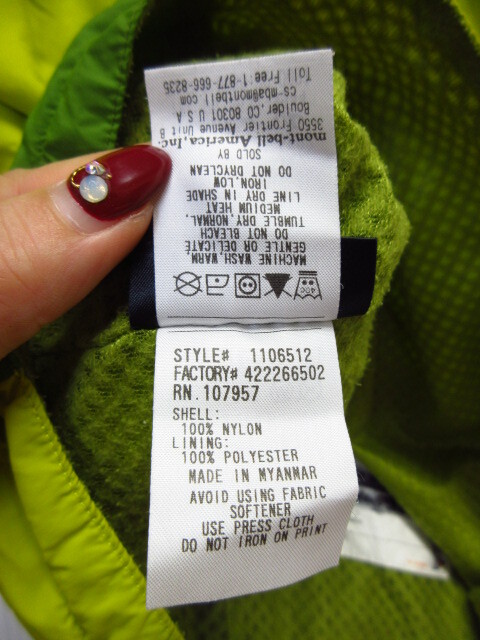 MACHINE WASH WARM
GENTLE OR DELICATE
DO NOT BLEACH
TUMBLE DRY, NORMAL,
MEDIUM HEAT
LINE DRY IN SHADE
IRON, LOW
DO NOT DRYCLEAN
SOLD BY
mont-bell America, Inc.
3550 Frontier Avenue Unit B
Boulder, CO 80301 U S A
cs-mba@montbell.com
Toll Free:1-877-666-8235
STYLE# 1106512
FACTORY# 422266502
RN.107957
SHELL:
100% NYLON
LINING:
100% POLYESTER
MADE IN MYANMAR
AVOID USING FABRIC
SOFTENER
USE PRESS CLOTH
DO NOT IRON ON PRINT